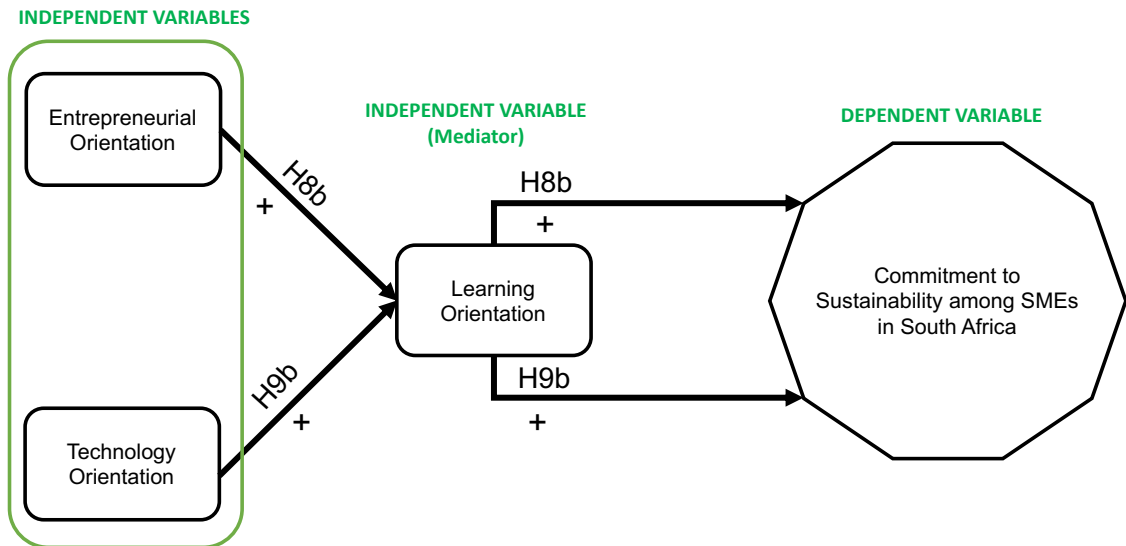 INDEPENDENT VARIABLES
Entrepreneurial
Orientation
H8b
+
INDEPENDENT VARIABLE
(Mediator)
DEPENDENT VARIABLE
H8b
+
Learning
Orientation
Commitment to
Sustainability among SMEs
in South Africa
H9b
+
H9b
+
Technology
Orientation